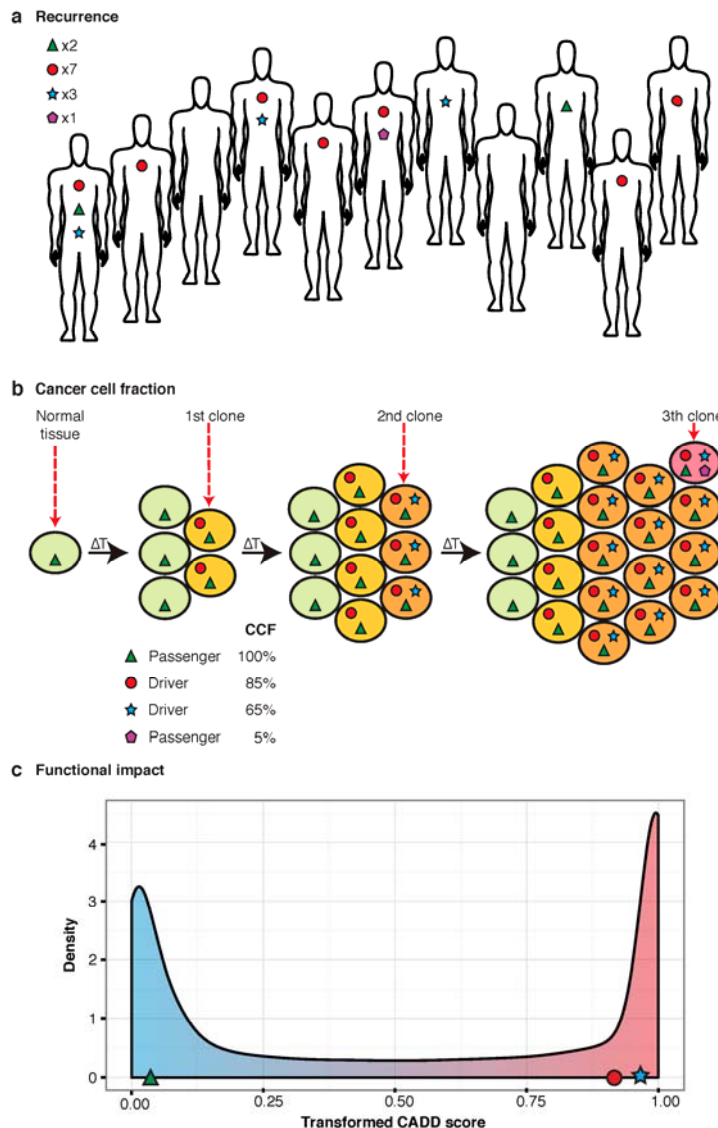 a Recurrence
x2
x7
x3
x1
b Cancer cell fraction
Normal tissue
1st clone
2nd clone
3th clone
ΔT
ΔT
ΔT
CCF
Passenger 100%
Driver 85%
Driver 65%
Passenger 5%
c Functional impact
Density
4
3
2
1
0
0.00 0.25 0.50 0.75 1.00
Transformed CADD score